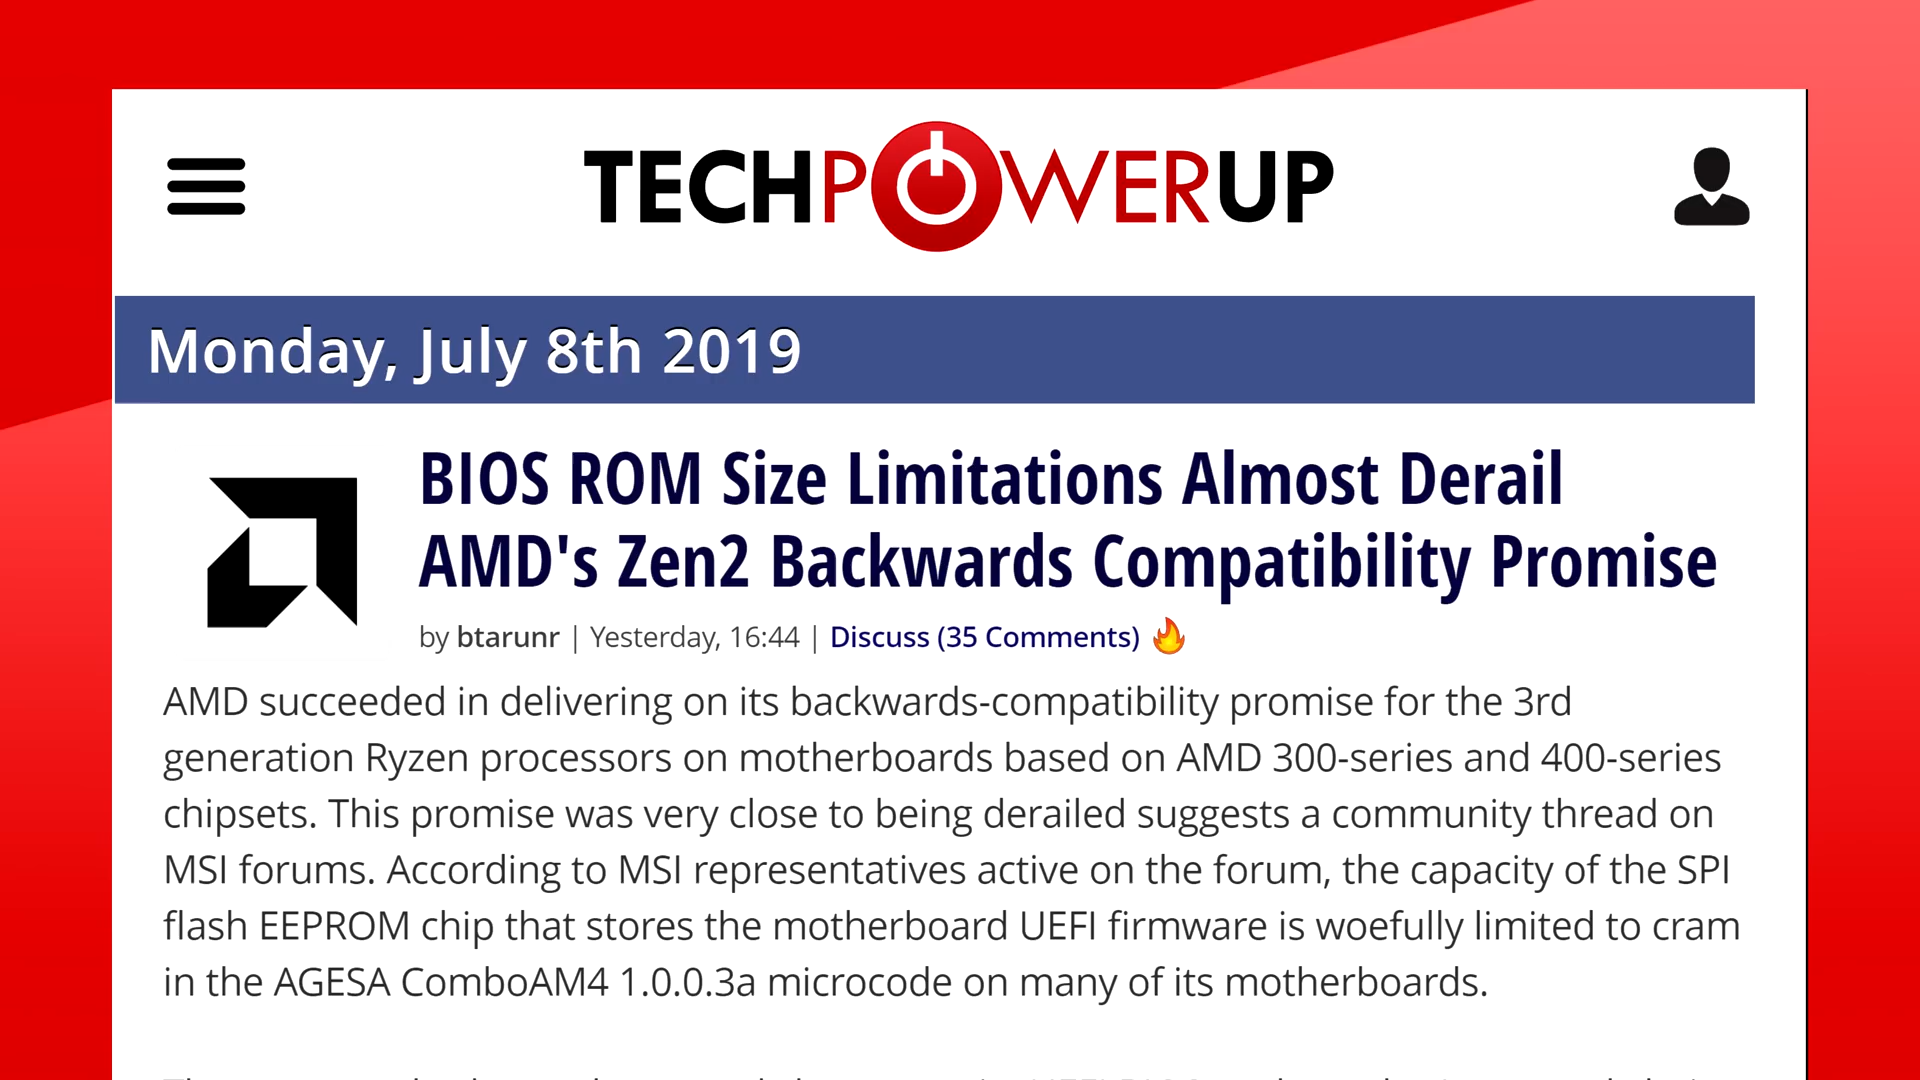 TECHPOWERUP
Monday, July 8th 2019
BIOS ROM Size Limitations Almost Derail
AMD's Zen2 Backwards Compatibility Promise
by btarunr | Yesterday, 16:44 | Discuss (35 Comments)
AMD succeeded in delivering on its backwards-compatibility promise for the 3rd
generation Ryzen processors on motherboards based on AMD 300-series and 400-series
chipsets. This promise was very close to being derailed suggests a community thread on
MSI forums. According to MSI representatives active on the forum, the capacity of the SPI
flash EEPROM chip that stores the motherboard UEFI firmware is woefully limited to cram
in the AGESA ComboAM4 1.0.0.3a microcode on many of its motherboards.